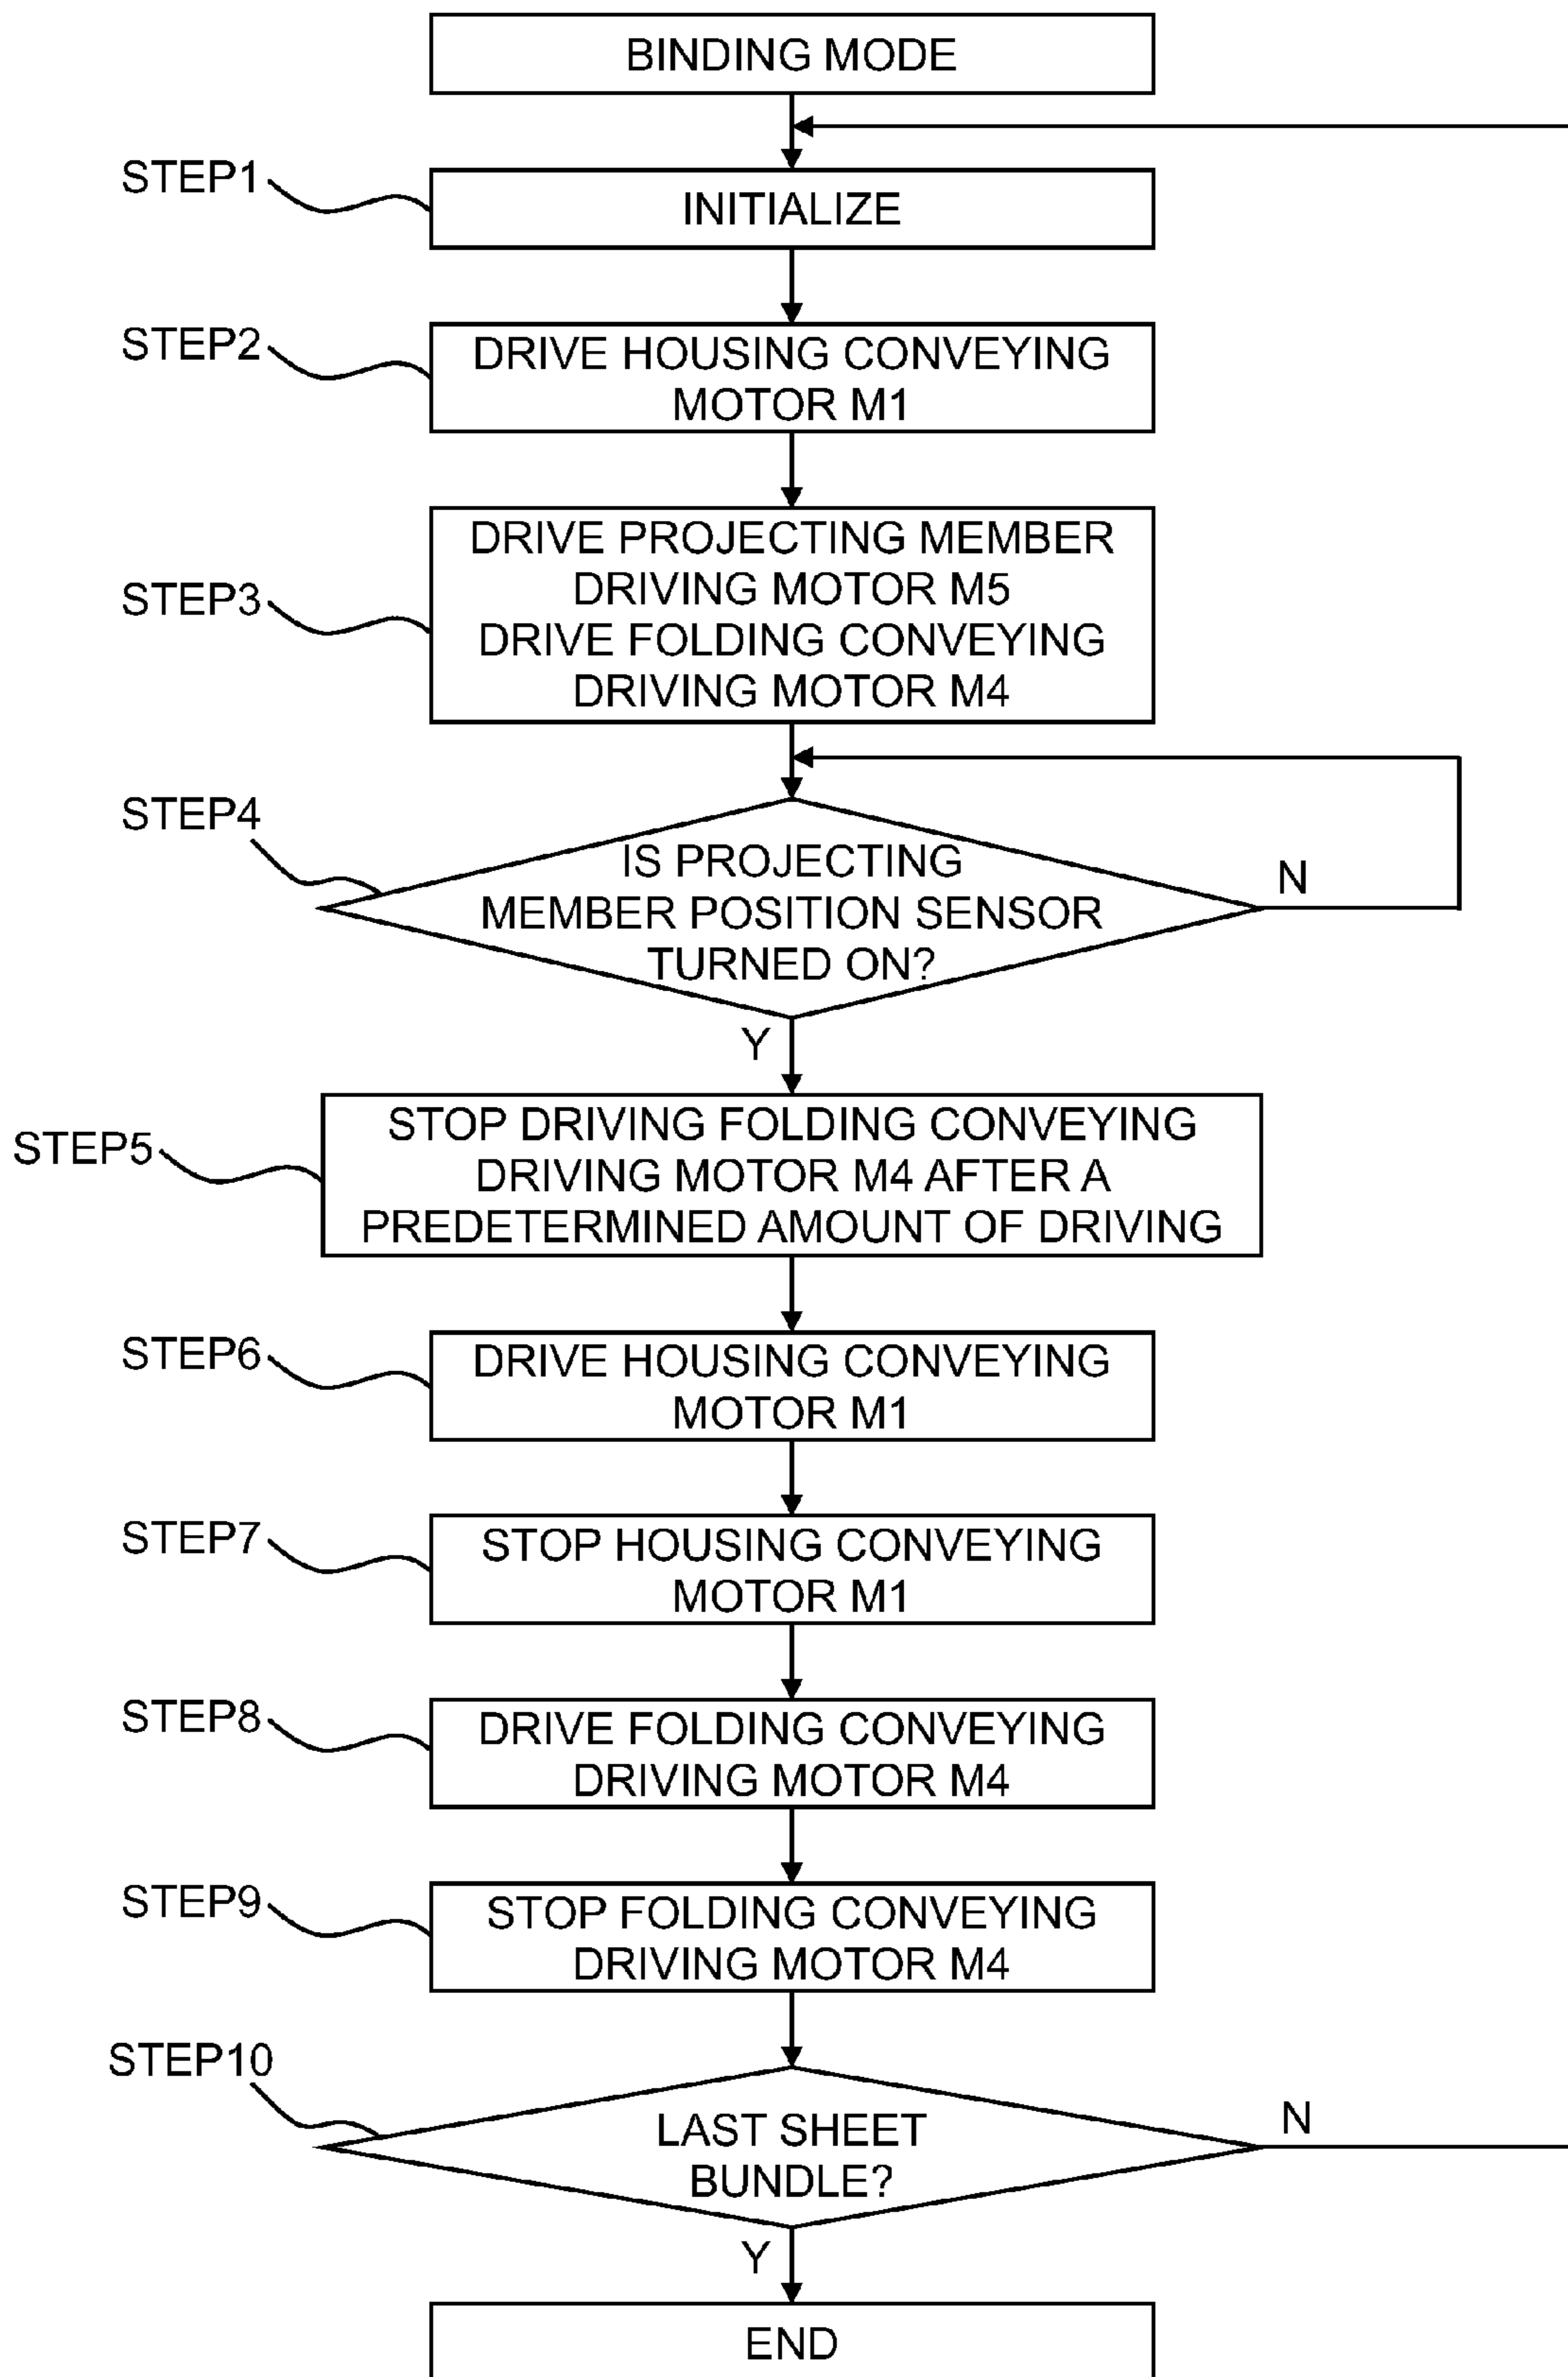 BINDING MODE
STEP1
INITIALIZE
STEP2
DRIVE HOUSING CONVEYING
MOTOR M1
STEP3
DRIVE PROJECTING MEMBER
DRIVING MOTOR M5
DRIVE FOLDING CONVEYING
DRIVING MOTOR M4
STEP4
IS PROJECTING
MEMBER POSITION SENSOR
TURNED ON?
N
Y
STEP5
STOP DRIVING FOLDING CONVEYING
DRIVING MOTOR M4 AFTER A
PREDETERMINED AMOUNT OF DRIVING
STEP6
DRIVE HOUSING CONVEYING
MOTOR M1
STEP7
STOP HOUSING CONVEYING
MOTOR M1
STEP8
DRIVE FOLDING CONVEYING
DRIVING MOTOR M4
STEP9
STOP FOLDING CONVEYING
DRIVING MOTOR M4
STEP10
LAST SHEET
BUNDLE?
N
Y
END